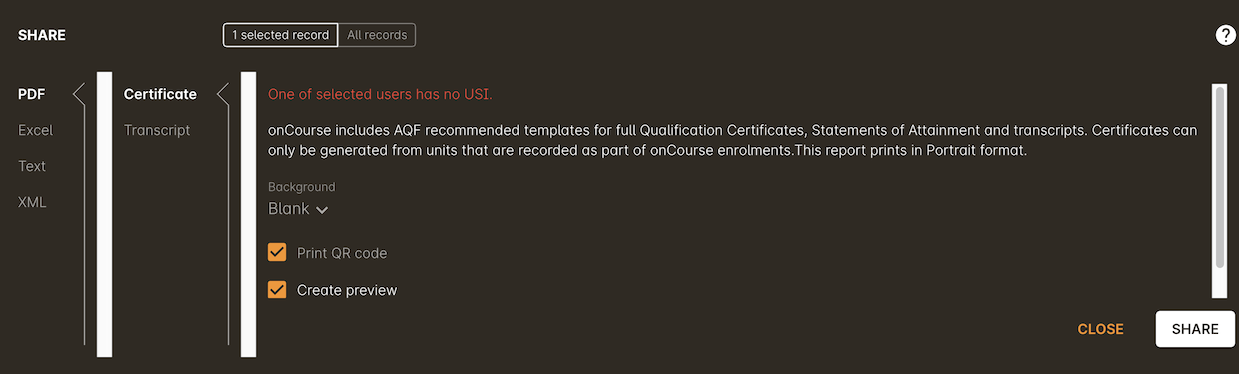 SHARE
1 selected record
All records
?
PDF
Excel
Text
XML
Certificate
Transcript
One of selected users has no USI.
onCourse includes AQF recommended templates for full Qualification Certificates, Statements of Attainment and transcripts. Certificates can
only be generated from units that are recorded as part of onCourse enrolments.This report prints in Portrait format.
Background
Blank
Print QR code
Create preview
CLOSE
SHARE